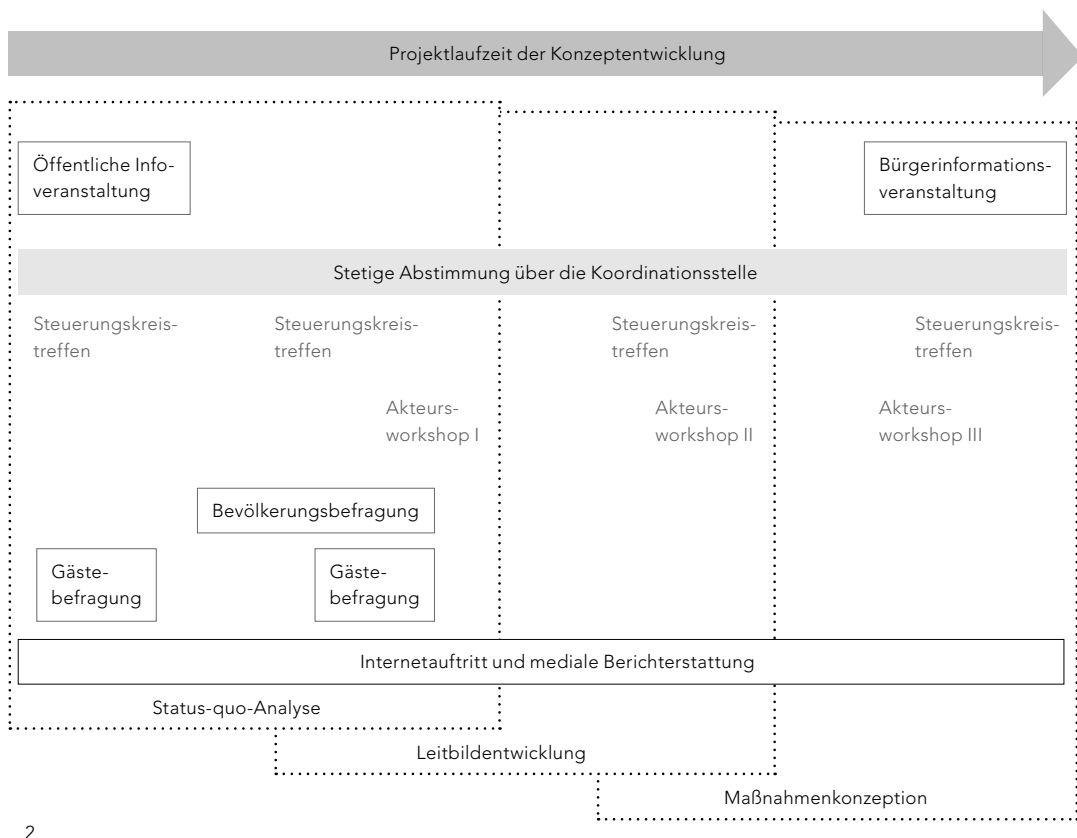 Projektlaufzeit der Konzeptentwicklung
Öffentliche Info-
veranstaltung
Bürgerinformations-
veranstaltung
Stetige Abstimmung über die Koordinationsstelle
Steuerungskreis-
treffen
Steuerungskreis-
treffen
Steuerungskreis-
treffen
Steuerungskreis-
treffen
Akteurs-
workshop I
Akteurs-
workshop II
Akteurs-
workshop III
Bevölkerungsbefragung
Gäste-
befragung
Gäste-
befragung
Internetauftritt und mediale Berichterstattung
Status-quo-Analyse
Leitbildentwicklung
Maßnahmenkonzeption
2